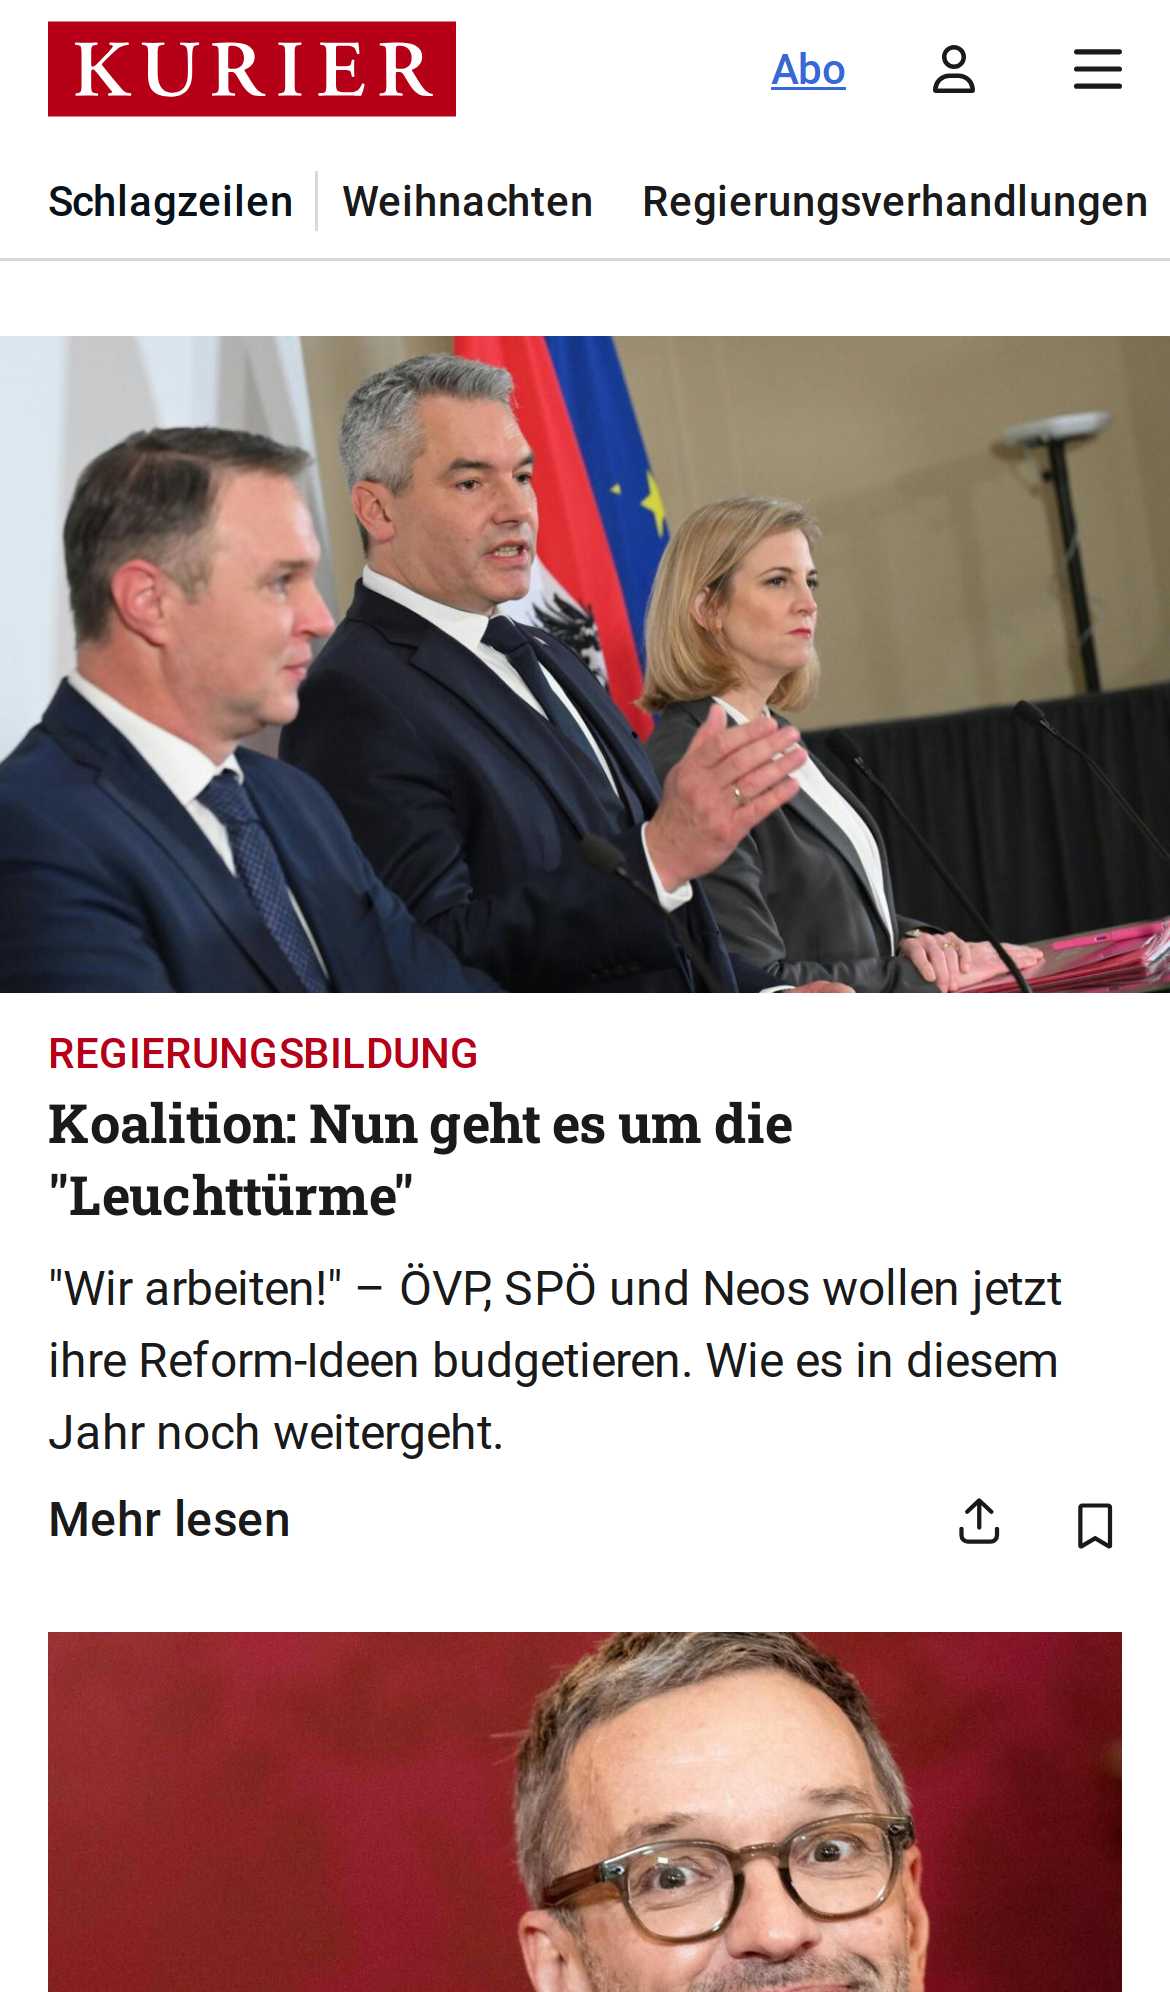 KURIER
Abo
Schlagzeilen
Weihnachten
Regierungsverhandlungen
REGIERUNGSBILDUNG
Koalition: Nun geht es um die
"Leuchttürme"
"Wir arbeiten!" – ÖVP, SPÖ und Neos wollen jetzt
ihre Reform-Ideen budgetieren. Wie es in diesem
Jahr noch weitergeht.
Mehr lesen